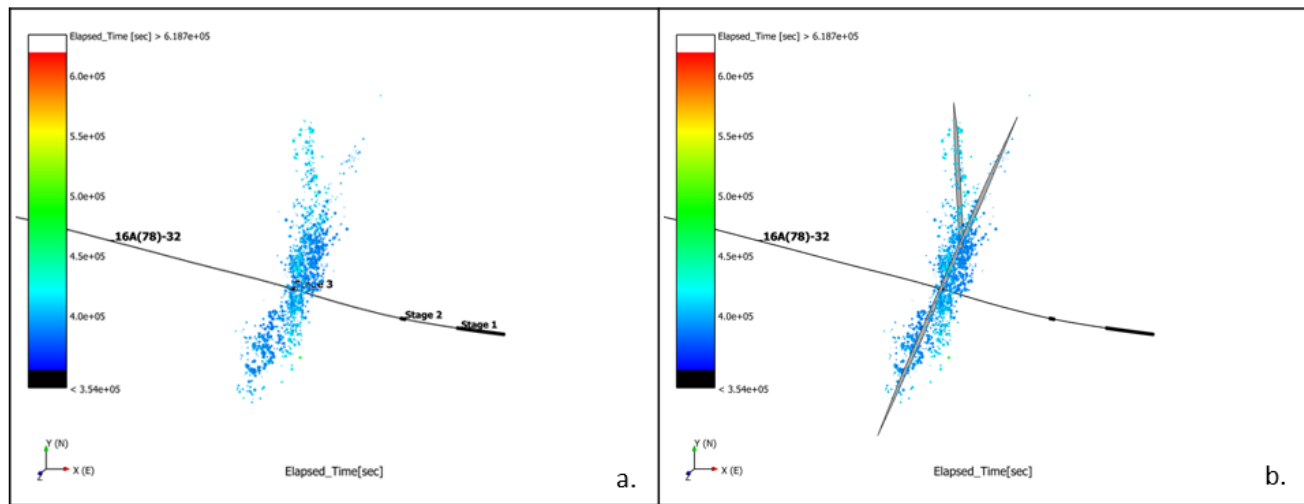 Elapsed_Time [sec] > 6.187e+05
6.0e+05
5.5e+05
5.0e+05
4.5e+05
4.0e+05
< 3.54e+05
16A(78)-32
Stage 3
Stage 2
Stage 1
Y (N)
X (E)
Z
Elapsed_Time[sec]
a.
Elapsed_Time [sec] > 6.187e+05
6.0e+05
5.5e+05
5.0e+05
4.5e+05
4.0e+05
< 3.54e+05
16A(78)-32
Y (N)
X (E)
Z
Elapsed_Time[sec]
b.